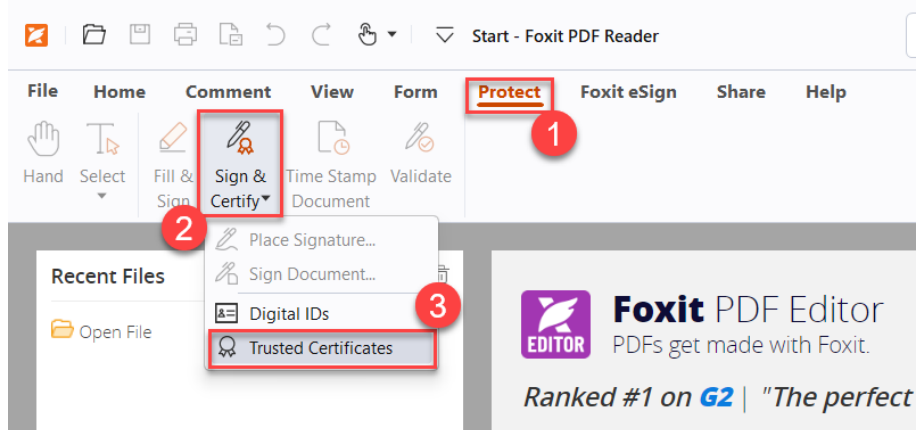 Start - Foxit PDF Reader
File Home Comment View Form Protect Foxit eSign Share Help
1
Hand Select Fill & Sign & Time Stamp Validate
Sign Certify Document
2
Place Signature...
Recent Files Sign Document...
3
Digital IDs
Open File Trusted Certificates
EDITOR
Foxit PDF Editor
PDFs get made with Foxit.
Ranked #1 on G2 | "The perfect